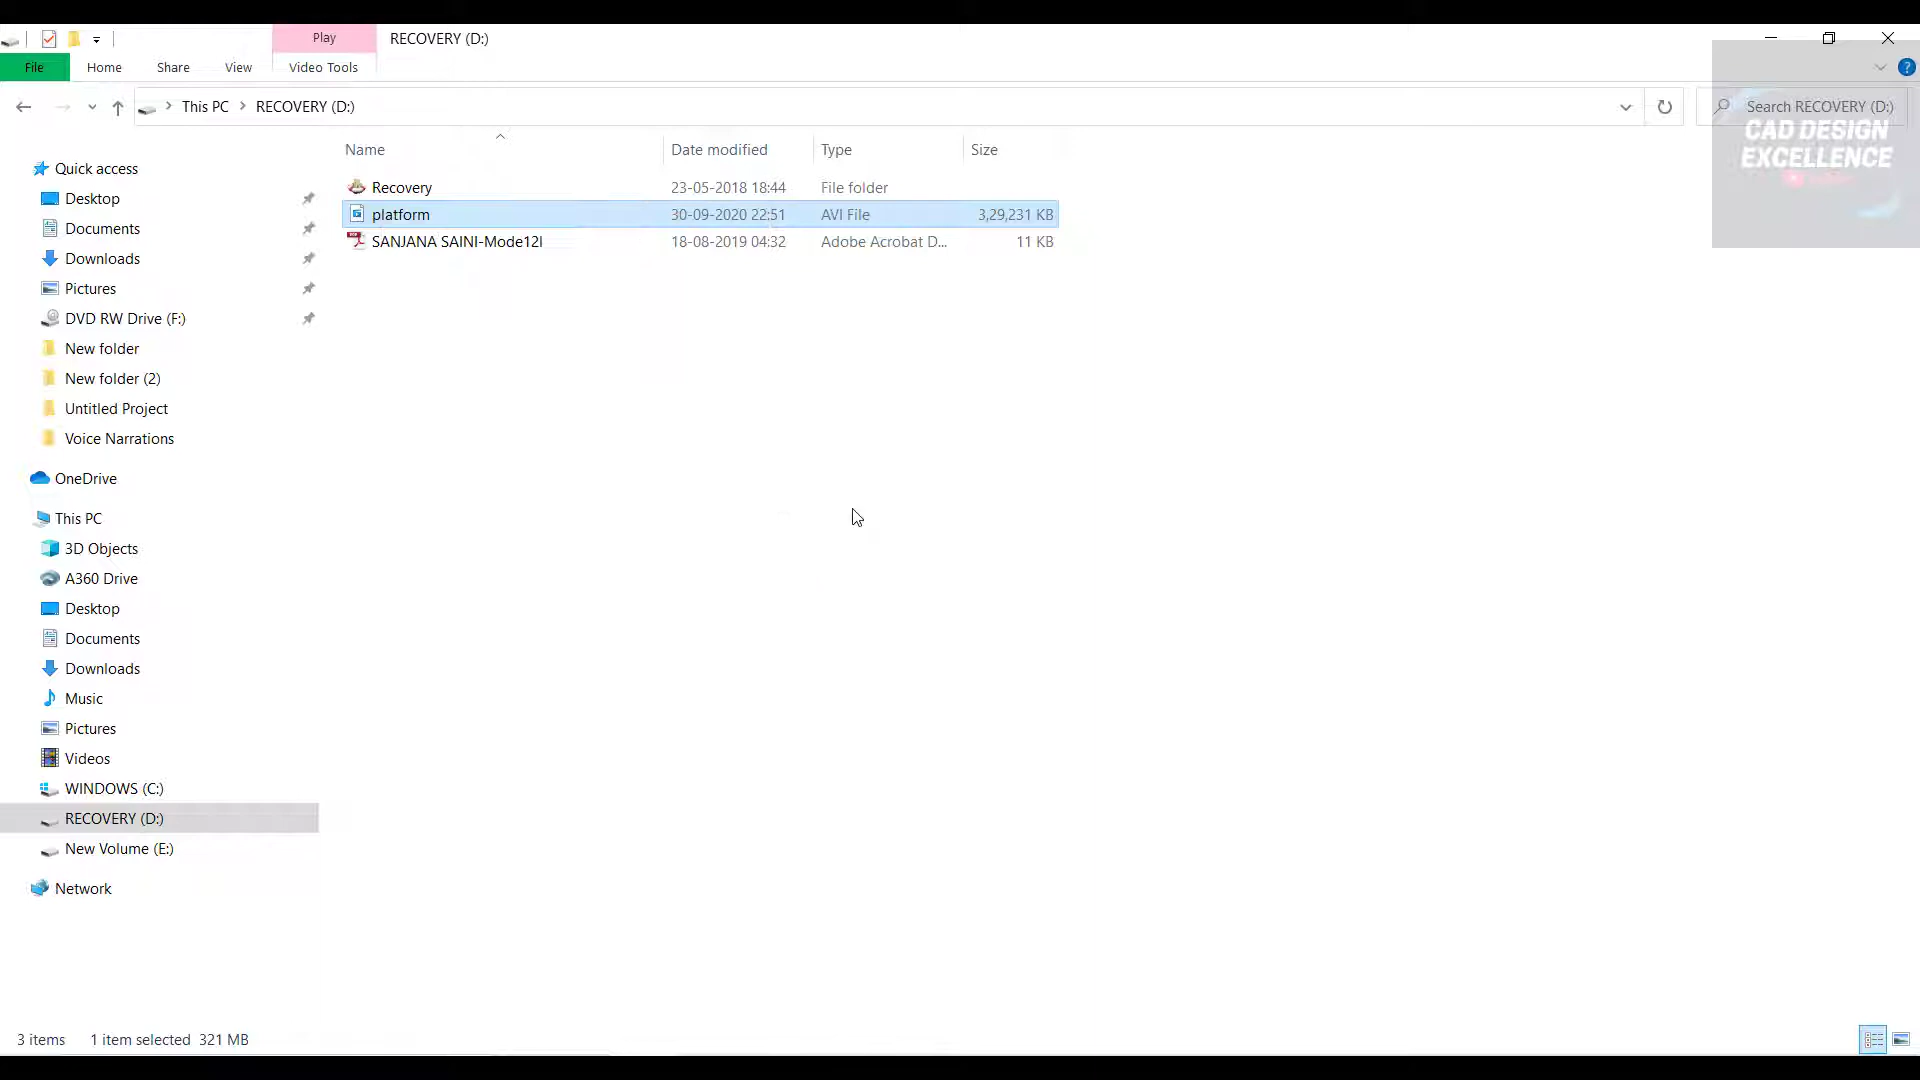 Play
RECOVERY (D:)
File
Home
Share
View
Video Tools
This PC
RECOVERY (D:)
Search RECOVERY (D:)
CAD DESIGN
EXCELLENCE
Name
Date modified
Type
Size
Recovery
23-05-2018 18:44
File folder
platform
30-09-2020 22:51
AVI File
3,29,231 KB
SANJANA SAINI-Mode12I
18-08-2019 04:32
Adobe Acrobat D...
11 KB
Quick access
Desktop
Documents
Downloads
Pictures
DVD RW Drive (F:)
New folder
New folder (2)
Untitled Project
Voice Narrations
OneDrive
This PC
3D Objects
A360 Drive
Desktop
Documents
Downloads
Music
Pictures
Videos
WINDOWS (C:)
RECOVERY (D:)
New Volume (E:)
Network
3 items
1 item selected 321 MB